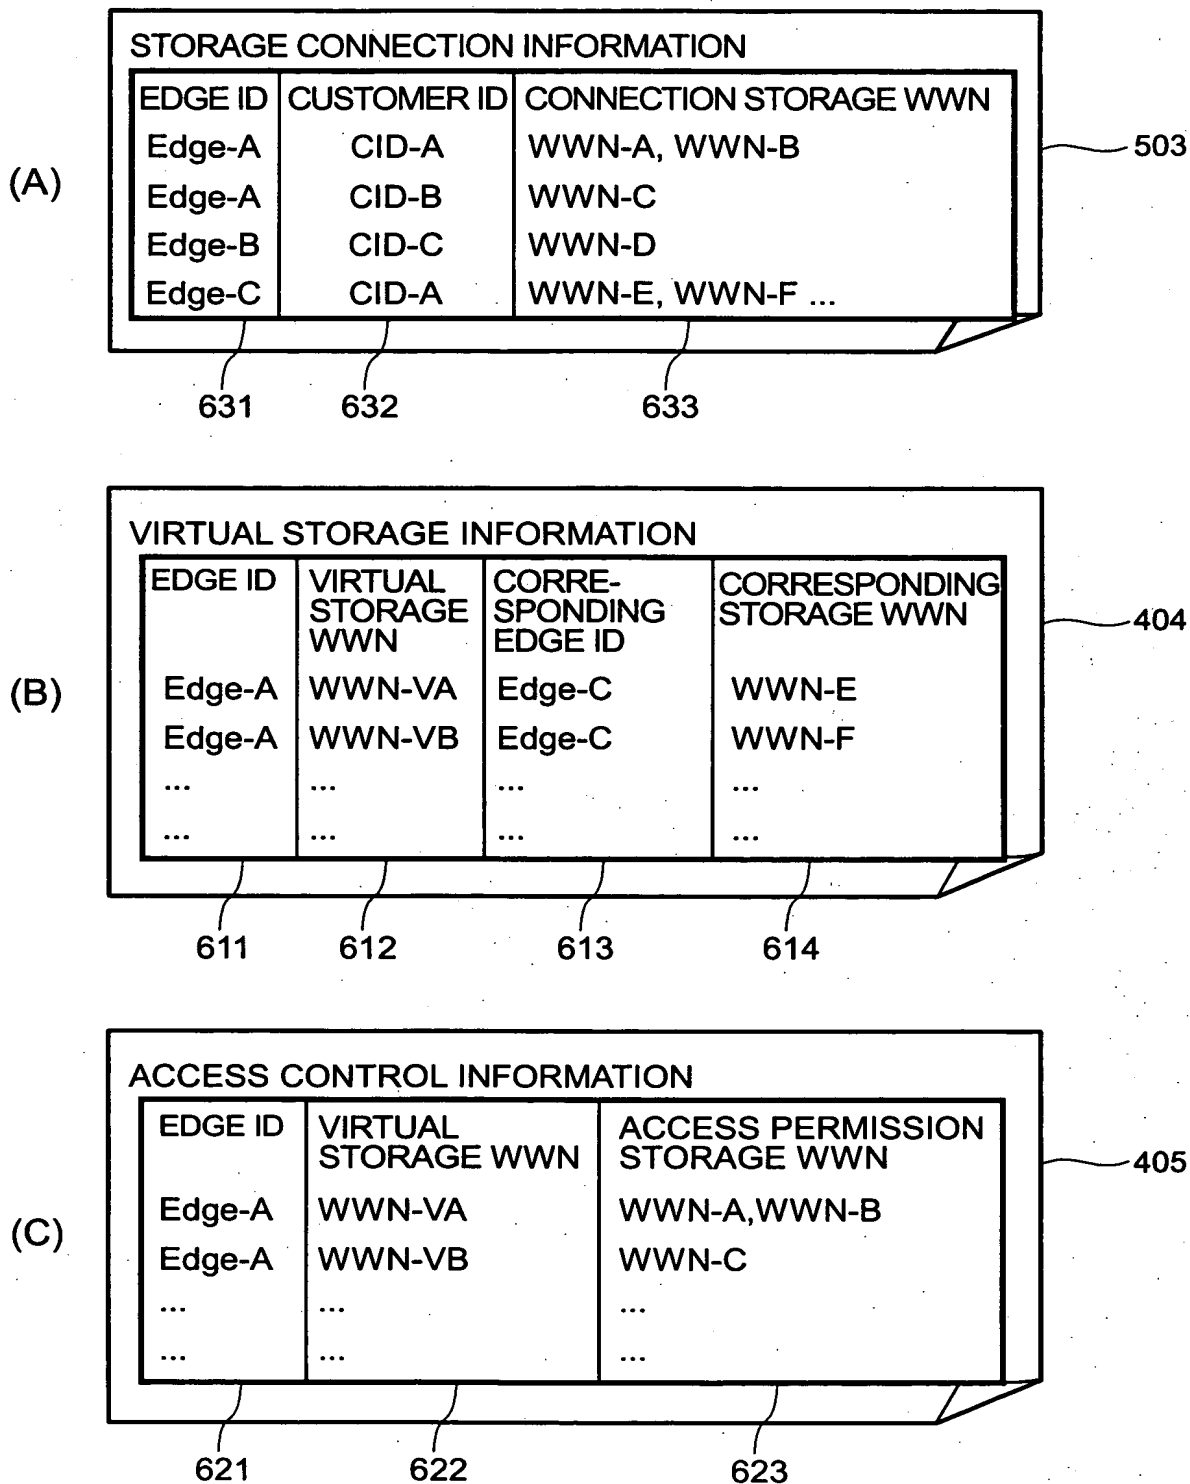 STORAGE CONNECTION INFORMATION
EDGE ID CUSTOMER ID CONNECTION STORAGE WWN
Edge-A CID-A WWN-A, WWN-B
503
(A)
Edge-A CID-B WWN-C
Edge-B CID-C WWN-D
Edge-C CID-A WWN-E, WWN-F ...
631 632 633
VIRTUAL STORAGE INFORMATION
EDGE ID VIRTUAL CORRE- CORRESPONDING
STORAGE SPONDING STORAGE WWN
WWN EDGE ID
404
(B)
Edge-A WWN-VA Edge-C WWN-E
Edge-A WWN-VB Edge-C WWN-F
... ... ... ...
... ... ... ...
611 612 613 614
ACCESS CONTROL INFORMATION
EDGE ID VIRTUAL ACCESS PERMISSION
STORAGE WWN STORAGE WWN
405
(C)
Edge-A WWN-VA WWN-A,WWN-B
Edge-A WWN-VB WWN-C
... ... ...
... ... ...
621 622 623